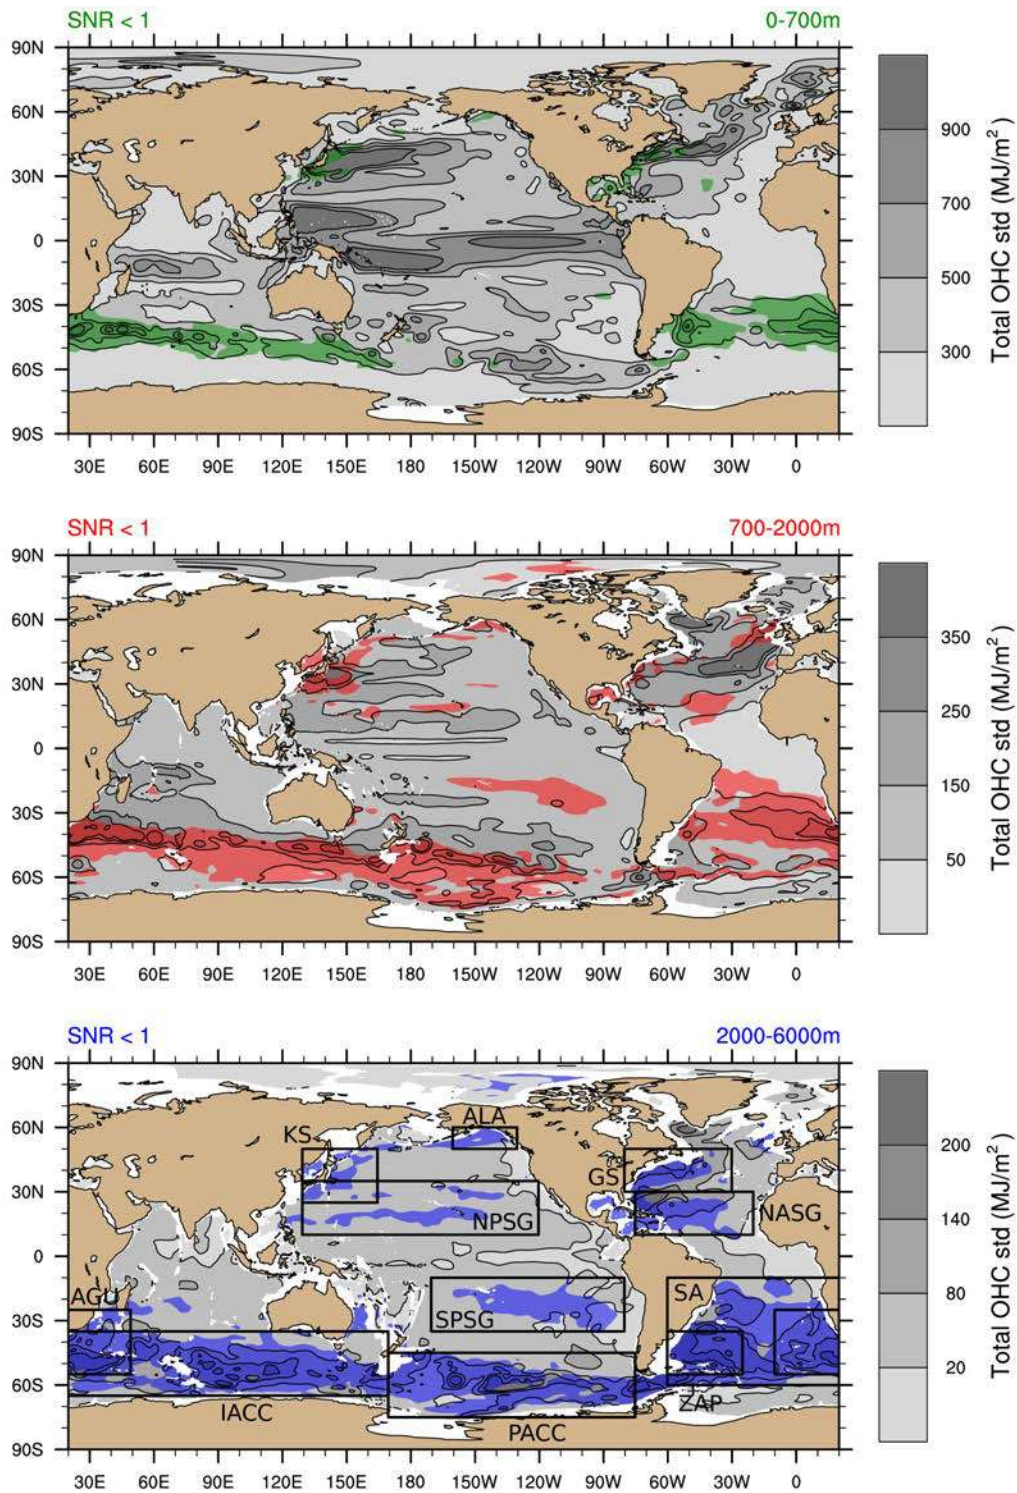 SNR < 1 0-700m
90N
60N
30N
0
30S
60S
90S
30E 60E 90E 120E 150E 180 150W 120W 90W 60W 30W 0
900
700
500
300
Total OHC std (MJ/m²)
SNR < 1 700-2000m
90N
60N
30N
0
30S
60S
90S
30E 60E 90E 120E 150E 180 150W 120W 90W 60W 30W 0
350
250
150
50
Total OHC std (MJ/m²)
SNR < 1 2000-6000m
90N
60N
30N
0
30S
60S
90S
ALA
KS
GS
NPSG
NASG
AGU
SA
SPSG
ZAP
IACC
PACC
30E 60E 90E 120E 150E 180 150W 120W 90W 60W 30W 0
200
140
80
20
Total OHC std (MJ/m²)